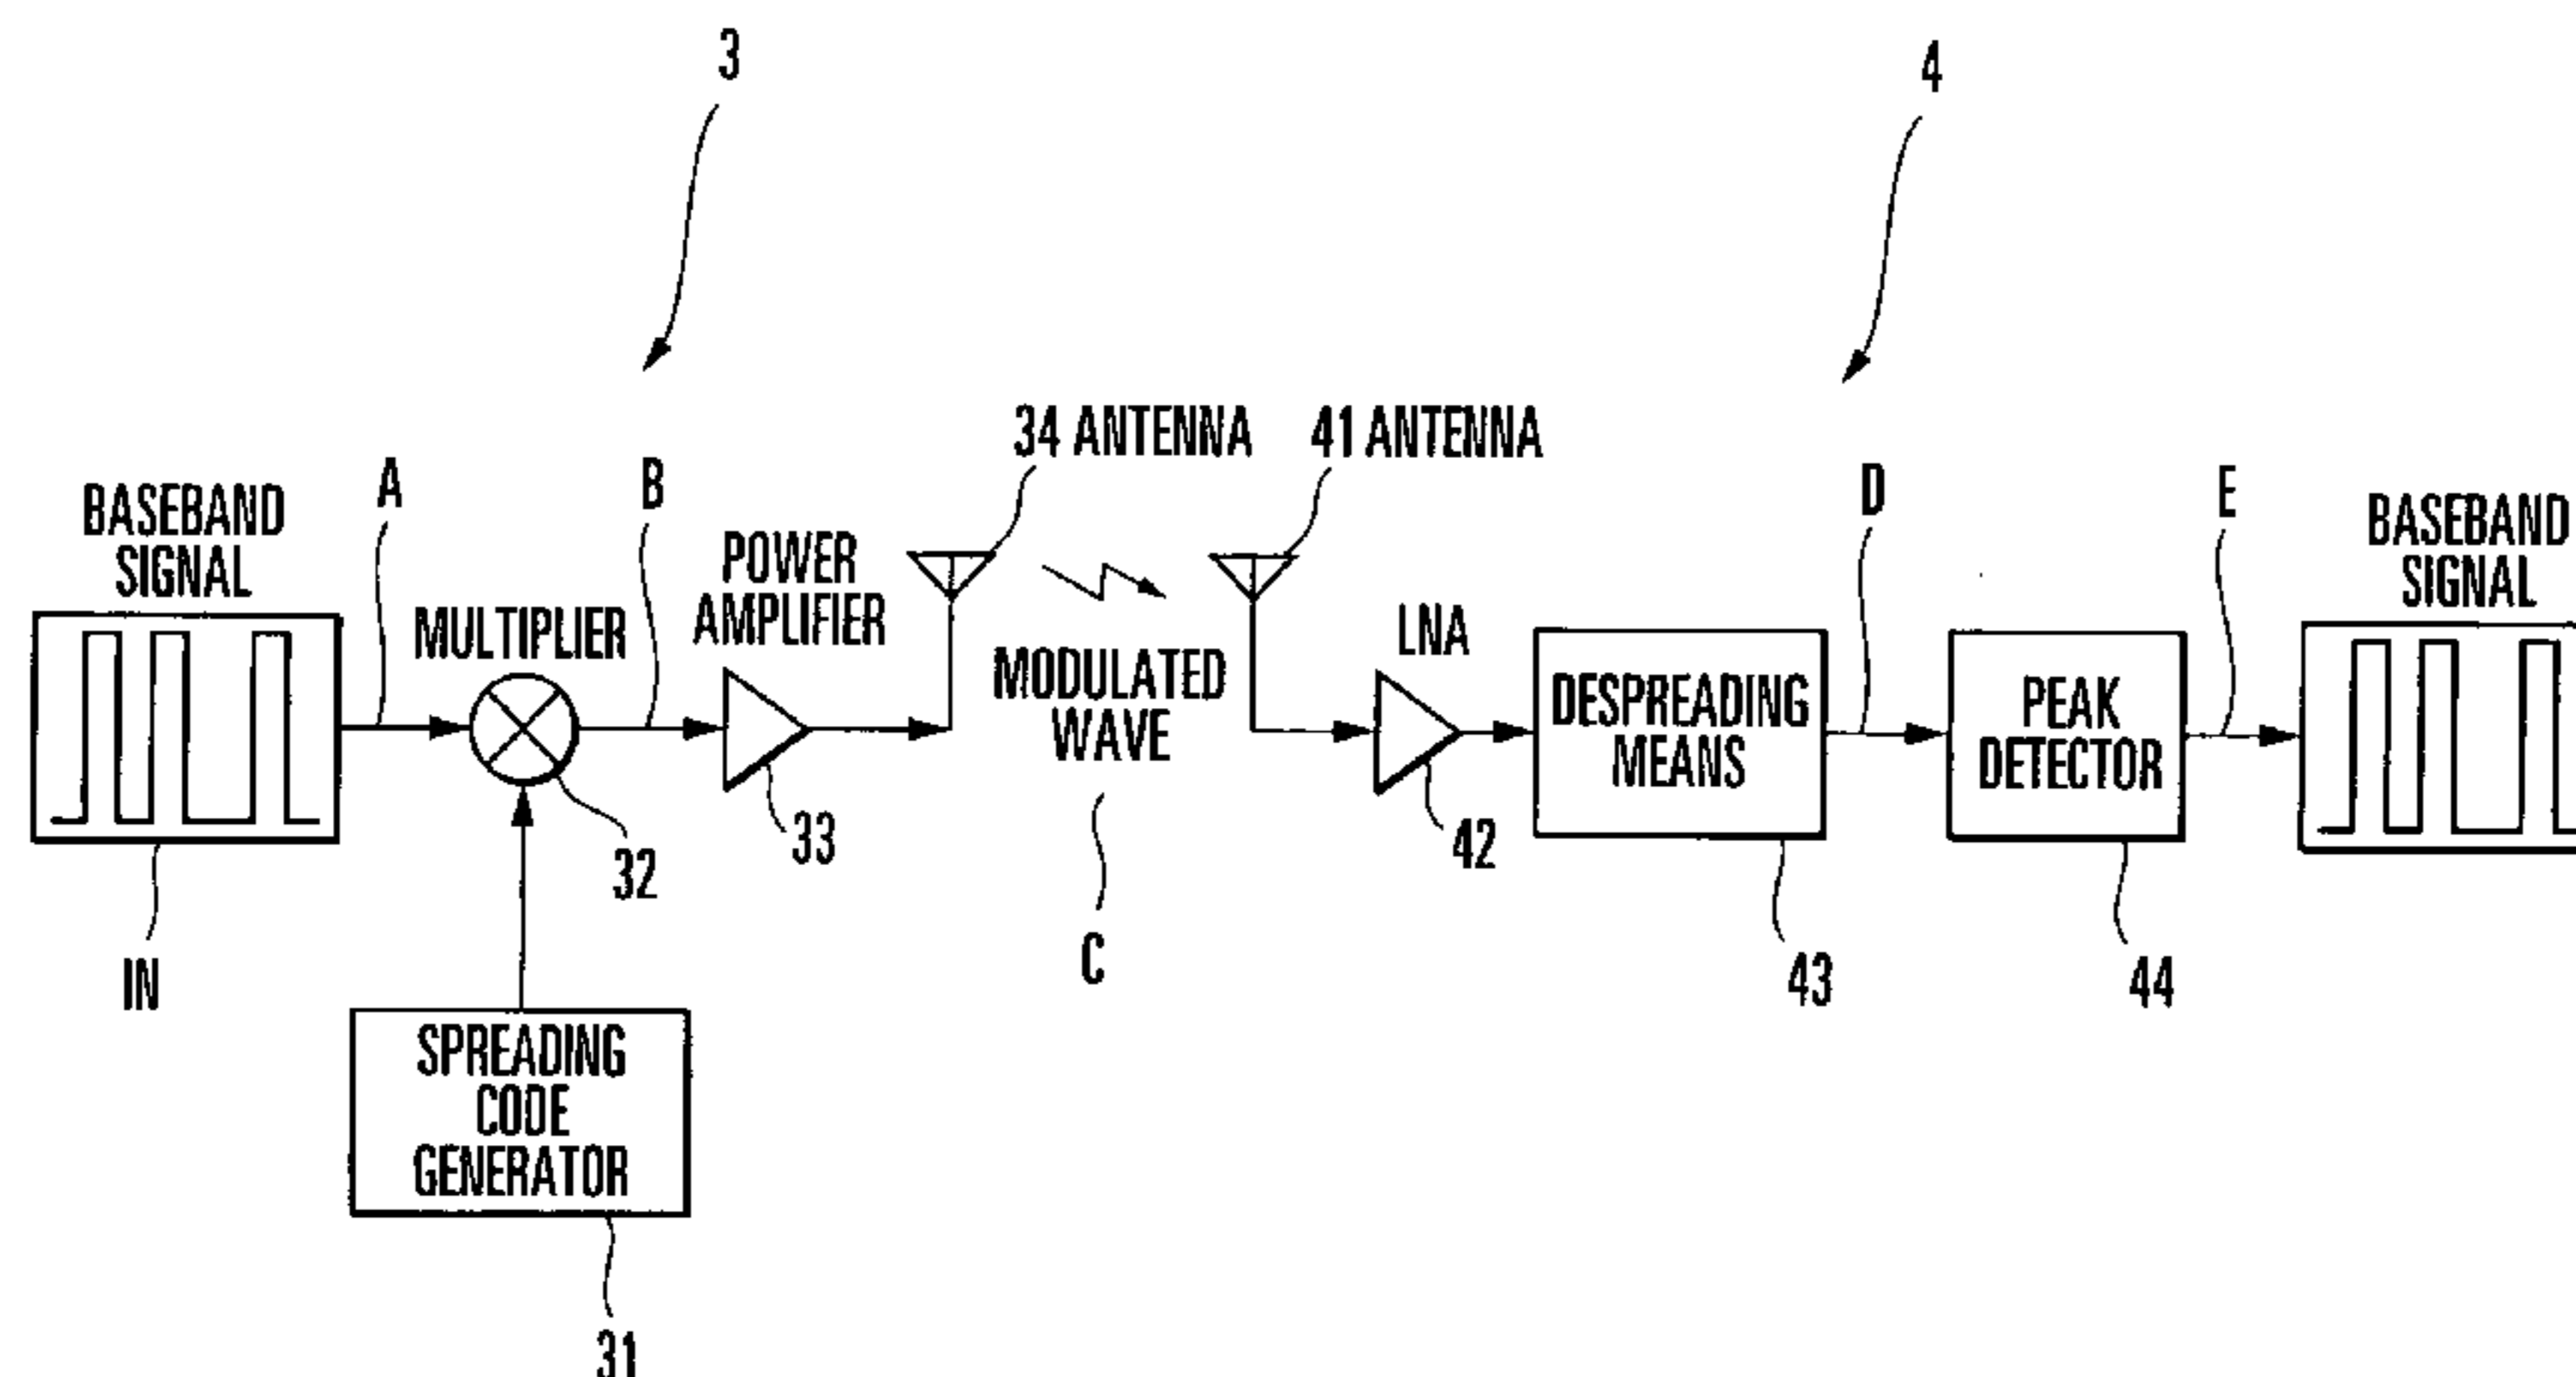 3
4
34 ANTENNA
41 ANTENNA
BASEBAND
SIGNAL
A
B
D
E
BASEBAND
SIGNAL
MULTIPLIER
POWER
AMPLIFIER
MODULATED
WAVE
LNA
DESPREADING
MEANS
PEAK
DETECTOR
32
33
42
IN
C
43
44
SPREADING
CODE
GENERATOR
31